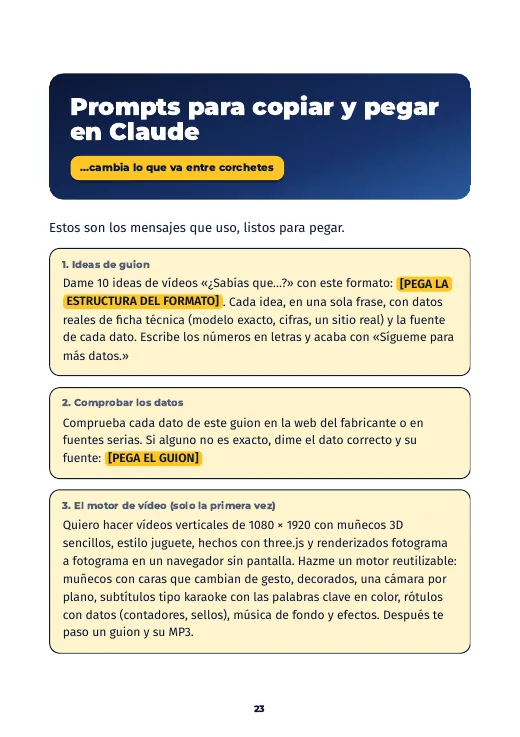 Prompts para copiar y pegar
en Claude
...cambia lo que va entre corchetes
Estos son los mensajes que uso, listos para pegar.
1. Ideas de guion
Dame 10 ideas de vídeos «¿Sabías que...?» con este formato: [PEGA LA
ESTRUCTURA DEL FORMATO]. Cada idea, en una sola frase, con datos
reales de ficha técnica (modelo exacto, cifras, un sitio real) y la fuente
de cada dato. Escribe los números en letras y acaba con «Sígueme para
más datos.»
2. Comprobar los datos
Comprueba cada dato de este guion en la web del fabricante o en
fuentes serias. Si alguno no es exacto, dime el dato correcto y su
fuente: [PEGA EL GUION]
3. El motor de vídeo (solo la primera vez)
Quiero hacer vídeos verticales de 1080 × 1920 con muñecos 3D
sencillos, estilo juguete, hechos con three.js y renderizados fotograma
a fotograma en un navegador sin pantalla. Hazme un motor reutilizable:
muñecos con caras que cambian de gesto, decorados, una cámara por
plano, subtítulos tipo karaoke con las palabras clave en color, rótulos
con datos (contadores, sellos), música de fondo y efectos. Después te
paso un guion y su MP3.
23